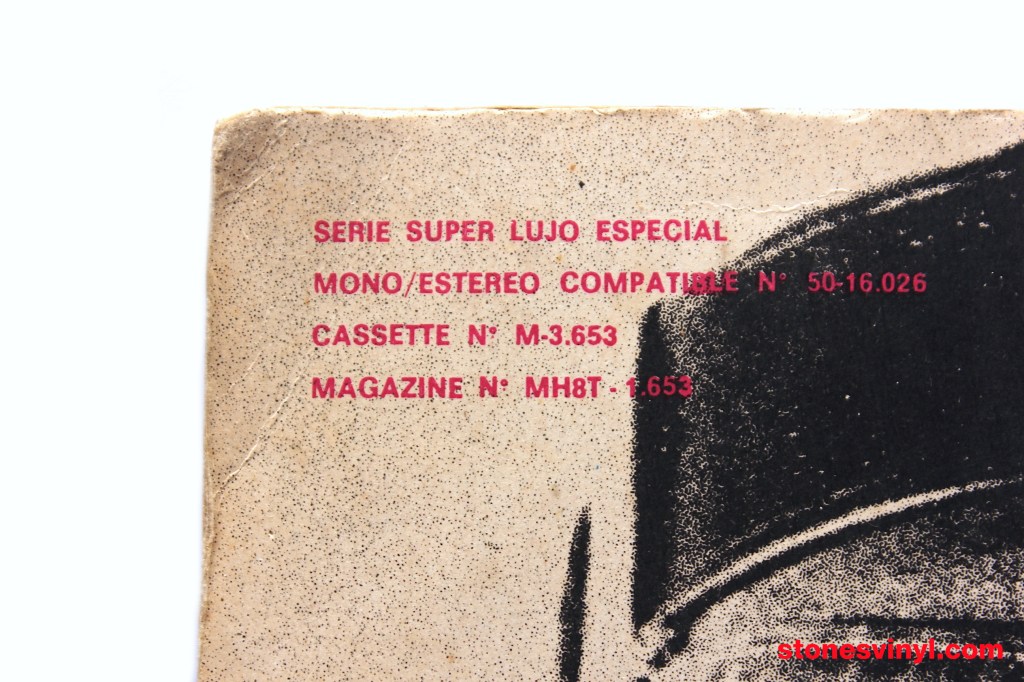 SERIE SUPER LUJO ESPECIAL
MONO/ESTEREO COMPATIBLE N° 50-16.026
CASSETTE N° M-3.653
MAGAZINE N° MH8T - 1.653
stonesvinyl.com